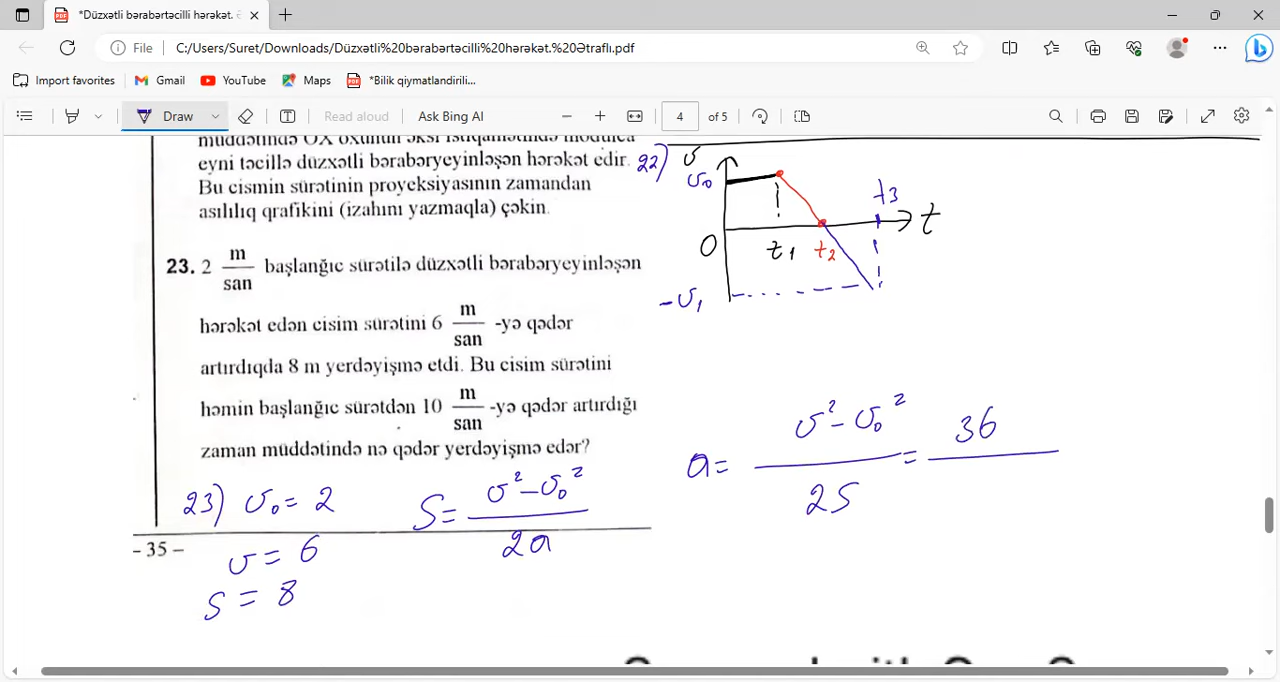 *Düzxətli bərabərtəcilli hərəkət. Ə
File C:/Users/Suret/Downloads/Düzxətli%20bərabərtəcilli%20hərəkət.%20Ətraflı.pdf
Import favorites Gmail YouTube Maps *Bilik qiymatləndirili...
Draw Read aloud Ask Bing AI 4 of 5
müddətində OX oxunun əksi istiqamətində modulca
eyni təcillə düzxətli bərabəryeyinləşən hərəkət edir.
Bu cismin sürətinin proyeksiyasının zamandan
asılılıq qrafikini (izahını yazmaqla) çəkin.
22) υ
υ₀
t3
t
0 t₁ t₂
-υ₁
23. 2 m/san başlanğıc sürətilə düzxətli bərabəryeyinləşən
hərəkət edən cisim sürətini 6 m/san -yə qədər
artırdıqda 8 m yerdəyişmə etdi. Bu cisim sürətini
həmin başlanğıc sürətdən 10 m/san -yə qədər artırdığı
zaman müddətində nə qədər yerdəyişmə edər?
23) υ₀ = 2
υ = 6
S = 8
S = υ² - υ₀² / 2a
a = υ² - υ₀² / 2S = 36
- 35 -